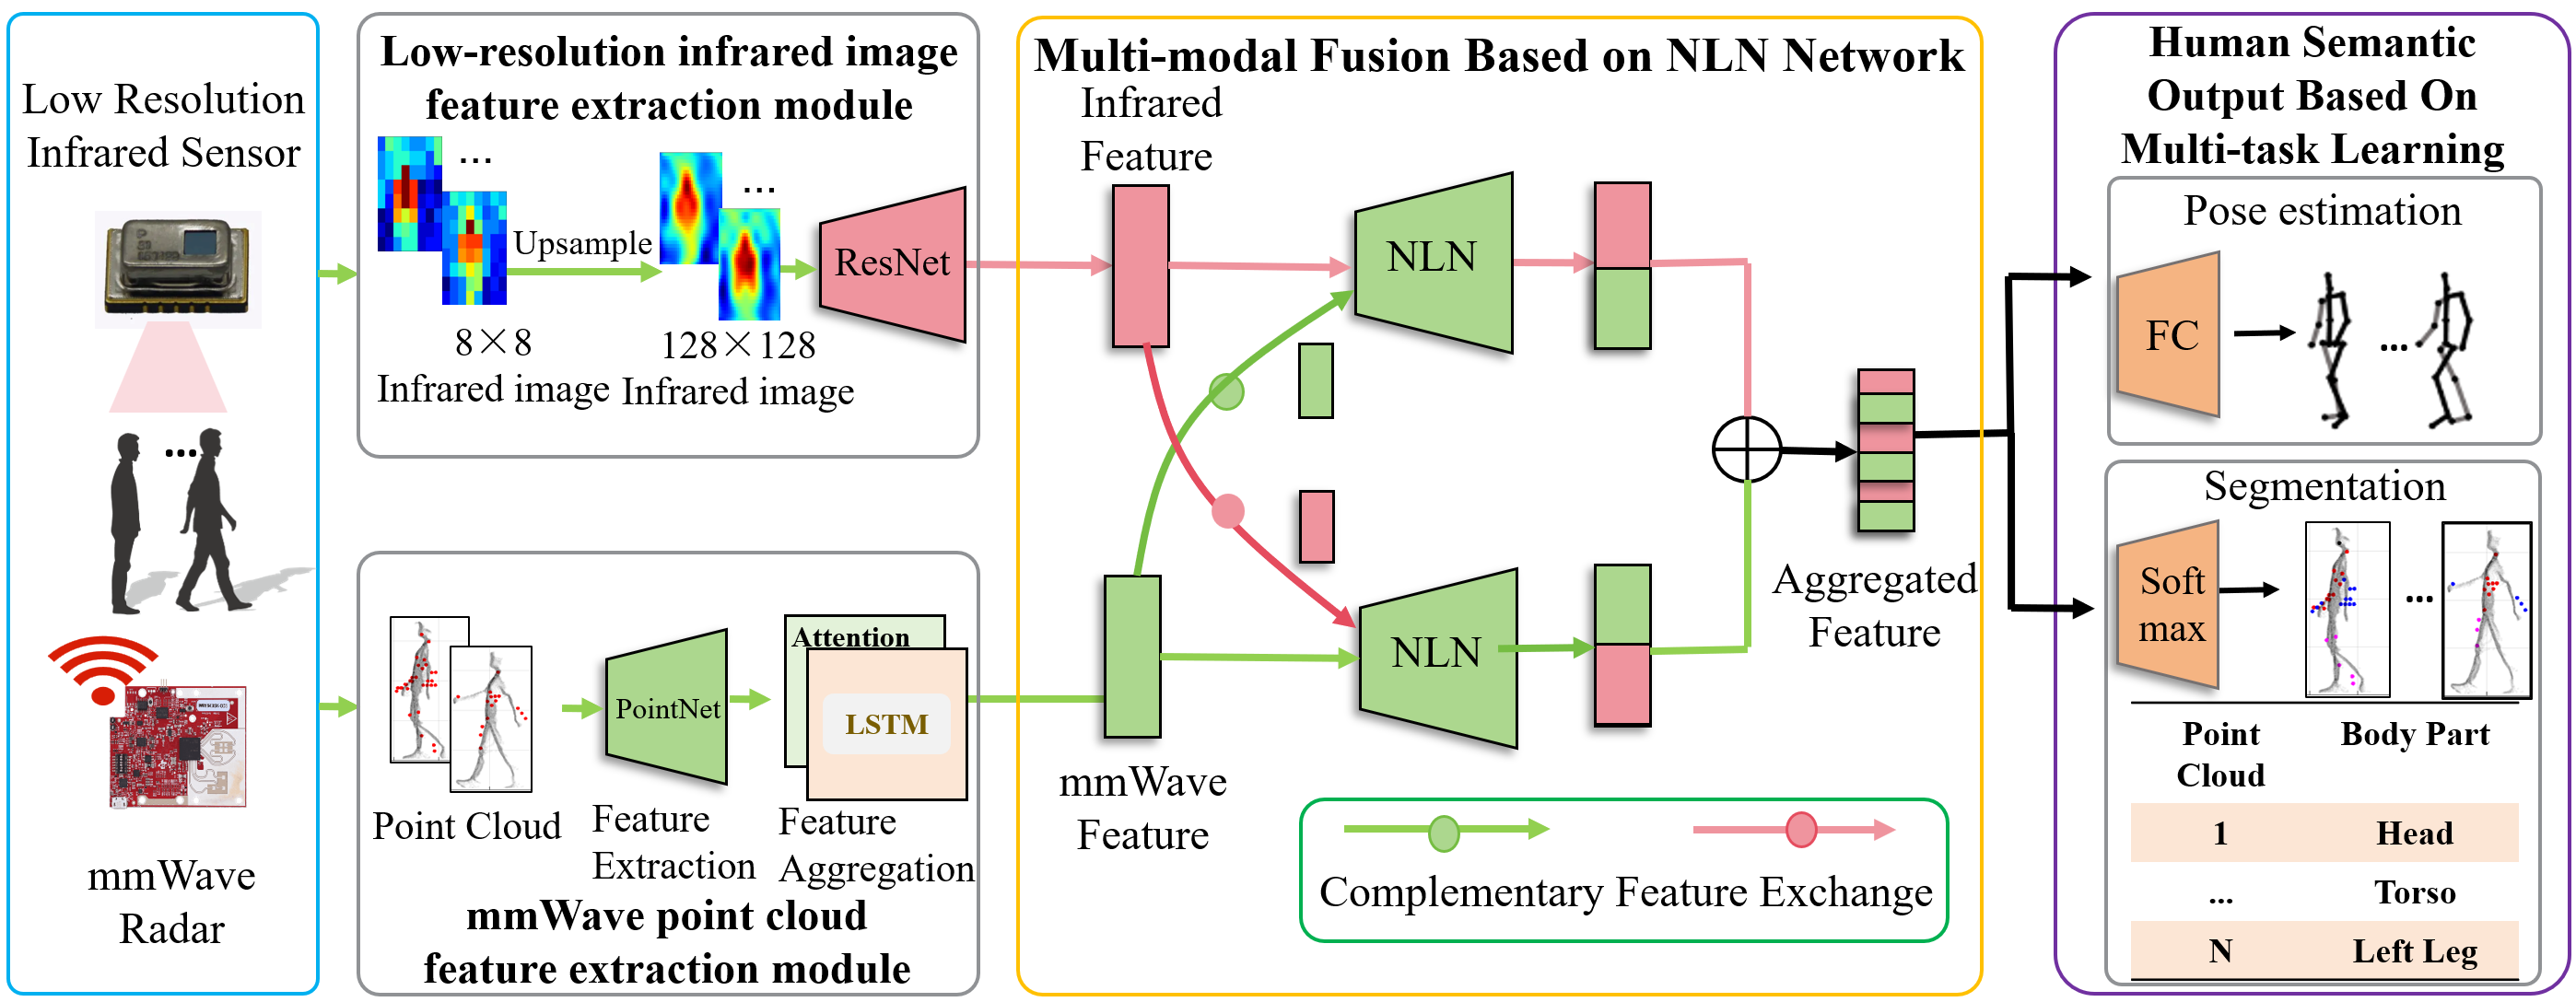 Low Resolution
Infrared Sensor
...
mmWave
Radar
Low-resolution infrared image
feature extraction module
...
...
Upsample
ResNet
8×8
Infrared image
128×128
Infrared image
Attention
LSTM
PointNet
Point Cloud
Feature
Extraction
Feature
Aggregation
mmWave point cloud
feature extraction module
Multi-modal Fusion Based on NLN Network
Infrared
Feature
NLN
NLN
mmWave
Feature
Aggregated
Feature
Complementary Feature Exchange
Human Semantic
Output Based On
Multi-task Learning
Pose estimation
FC
...
Segmentation
Soft
max
...
Point Cloud Body Part
1 Head
... Torso
N Left Leg